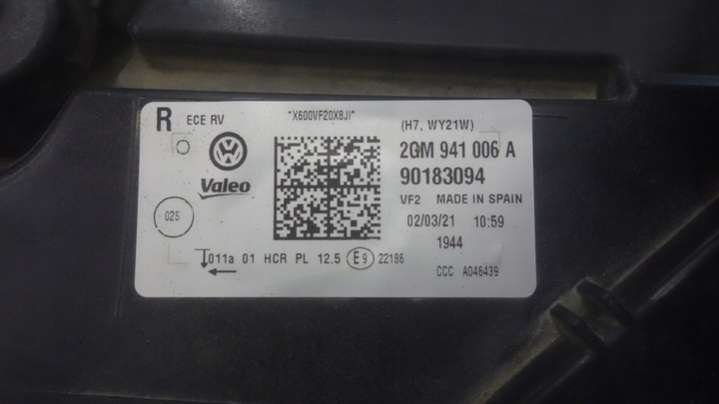 R ECE RV
"X600VF20X8JI"
(H7, WY21W)
Valeo
2GM 941 006 A
90183094
VF2 MADE IN SPAIN
025
02/03/21 10:59
1944
011a 01 HCR PL 12.5 E9 22186
CCC A046439